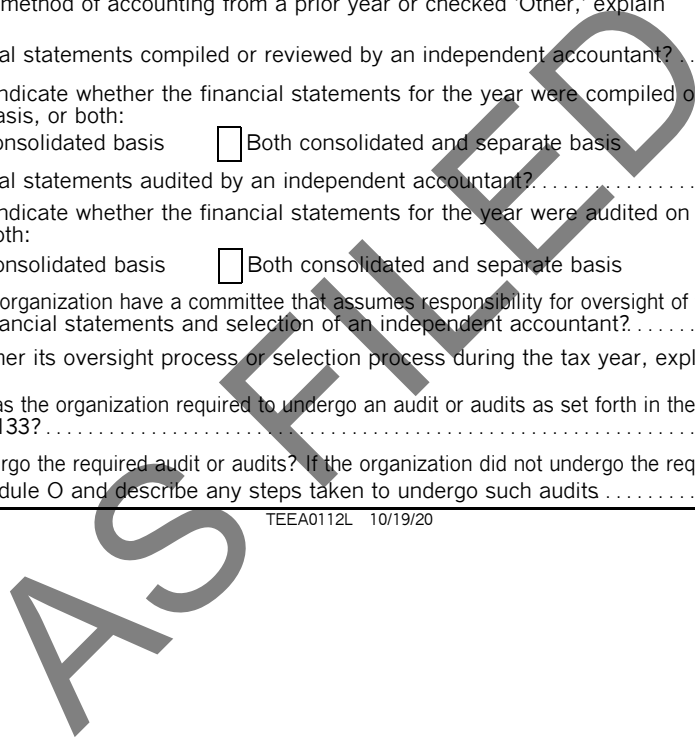 method of accounting from a prior year or checked 'Other,' explain
al statements compiled or reviewed by an independent accountant? . .
ndicate whether the financial statements for the year were compiled o
asis, or both:
onsolidated basis Both consolidated and separate basis
al statements audited by an independent accountant?. . . . . . . . . . . . . . . .
ndicate whether the financial statements for the year were audited on
oth:
onsolidated basis Both consolidated and separate basis
organization have a committee that assumes responsibility for oversight of
ancial statements and selection of an independent accountant?. . . . . .
her its oversight process or selection process during the tax year, expl
as the organization required to undergo an audit or audits as set forth in the
133? . . . . . . . . . . . . . . . . . . . . . . . . . . . . . . . . . . . . . . . . . . . . . . . . . . . . . .
rgo the required audit or audits? If the organization did not undergo the req
dule O and describe any steps taken to undergo such audits . . . . . . . . .
TEEA0112L 10/19/20
AS FILED